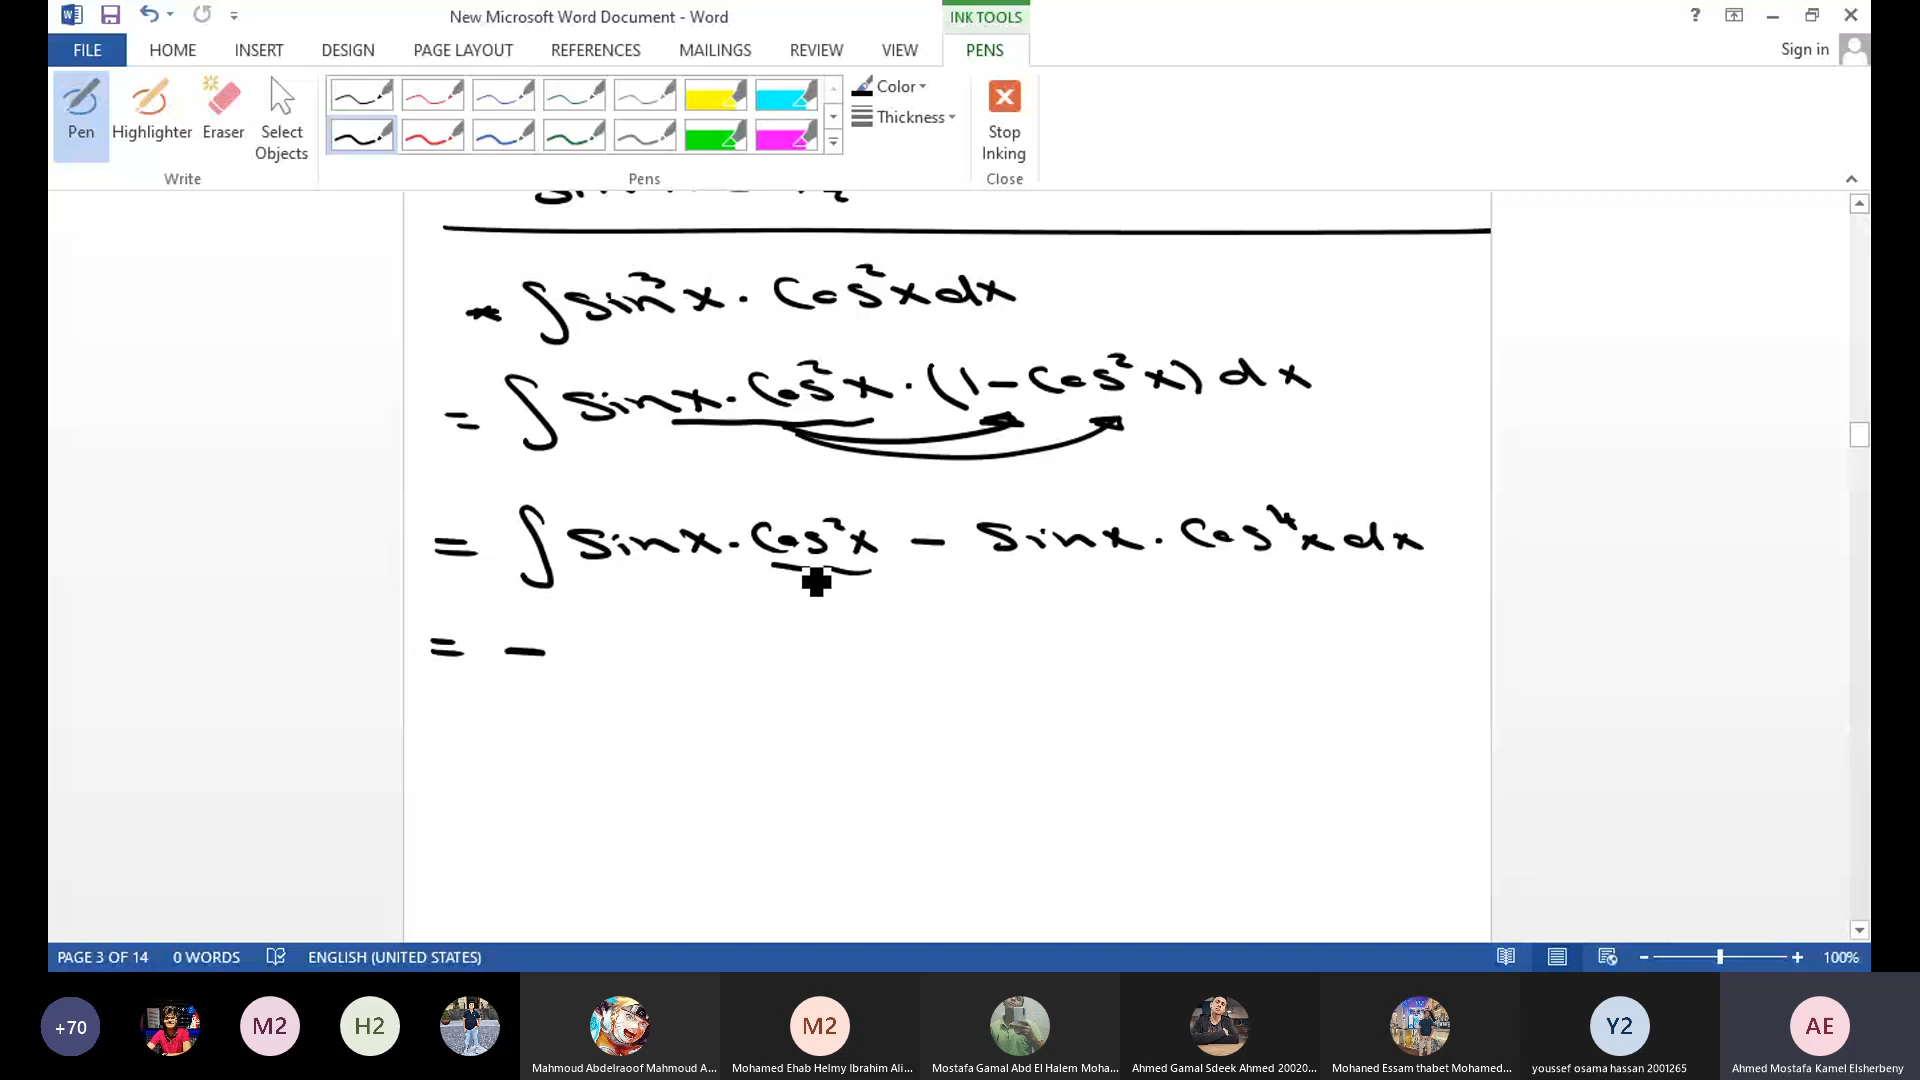 New Microsoft Word Document - Word
INK TOOLS
?
FILE HOME INSERT DESIGN PAGE LAYOUT REFERENCES MAILINGS REVIEW VIEW PENS
Sign in
Pen Highlighter Eraser Select Objects
Color
Thickness
Stop Inking
Write Pens Close
* ∫ sin³x · Cos²x dx
= ∫ sin x · Cos²x · (1 - Cos²x) dx
= ∫ sin x · Cos²x - sin x · Cos⁴x dx
= -
PAGE 3 OF 14 0 WORDS ENGLISH (UNITED STATES) 100%
+70 M2 H2 M2 Y2 AE
Mahmoud Abdelraoof Mahmoud A... Mohamed Ehab Helmy Ibrahim Ali... Mostafa Gamal Abd El Halem Moha... Ahmed Gamal Sdeek Ahmed 20020... Mohaned Essam thabet Mohamed... youssef osama hassan 2001265 Ahmed Mostafa Kamel Elsherbeny